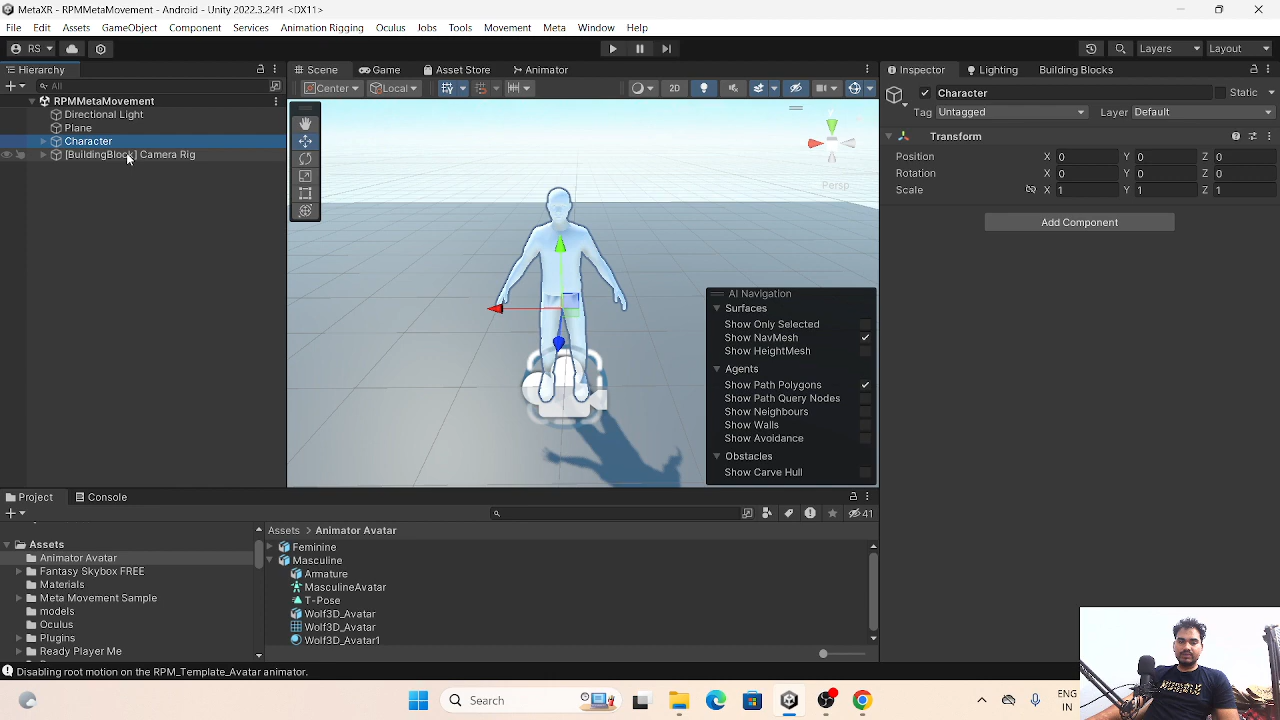 MetaXR - RPMMetaMovement - Android - Unity 2022.3.24f1 <DX11>
File Edit Assets GameObject Component Services Animation Rigging Oculus Jobs Tools Window Help
RS Layers Layout
Hierarchy Scene Game Asset Store Animator Inspector Lighting Building Blocks
All Center Local 2D
Character Static
Tag Untagged Layer Default
RPMMetaMovement
Directional Light
Plane
Character
[BuildingBlock] Camera Rig
Persp
Transform
Position X 0 Y 0 Z 0
Rotation X 0 Y 0 Z 0
Scale X 1 Y 1 Z 1
Add Component
AI Navigation
Surfaces
Show Only Selected
Show NavMesh
Show HeightMesh
Agents
Show Path Polygons
Show Path Query Nodes
Show Neighbours
Show Walls
Show Avoidance
Obstacles
Show Carve Hull
Project Console
41
Assets > Animator Avatar
Assets
Animator Avatar
Fantasy Skybox FREE
Materials
Meta Movement Sample
models
Oculus
Plugins
Ready Player Me
Feminine
Masculine
Armature
MasculineAvatar
T-Pose
Wolf3D_Avatar
Wolf3D_Avatar
Wolf3D_Avatar1
Disabling root motion on the RPM_Template_Avatar animator.
Search
ENG
IN